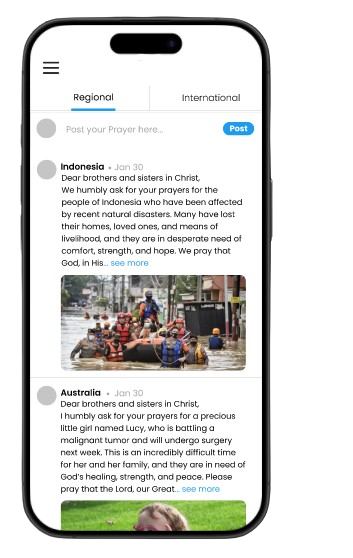 Regional
International
Post your Prayer here...
Post
Indonesia • Jan 30
Dear brothers and sisters in Christ,
We humbly ask for your prayers for the
people of Indonesia who have been affected
by recent natural disasters. Many have lost
their homes, loved ones, and means of
livelihood, and they are in desperate need of
comfort, strength, and hope. We pray that
God, in His... see more
Australia • Jan 30
Dear brothers and sisters in Christ,
I humbly ask for your prayers for a precious
little girl named Lucy, who is battling a
malignant tumor and will undergo surgery
next week. This is an incredibly difficult time
for her and her family, and they are in need of
God's healing, strength, and peace. Please
pray that the Lord, our Great... see more